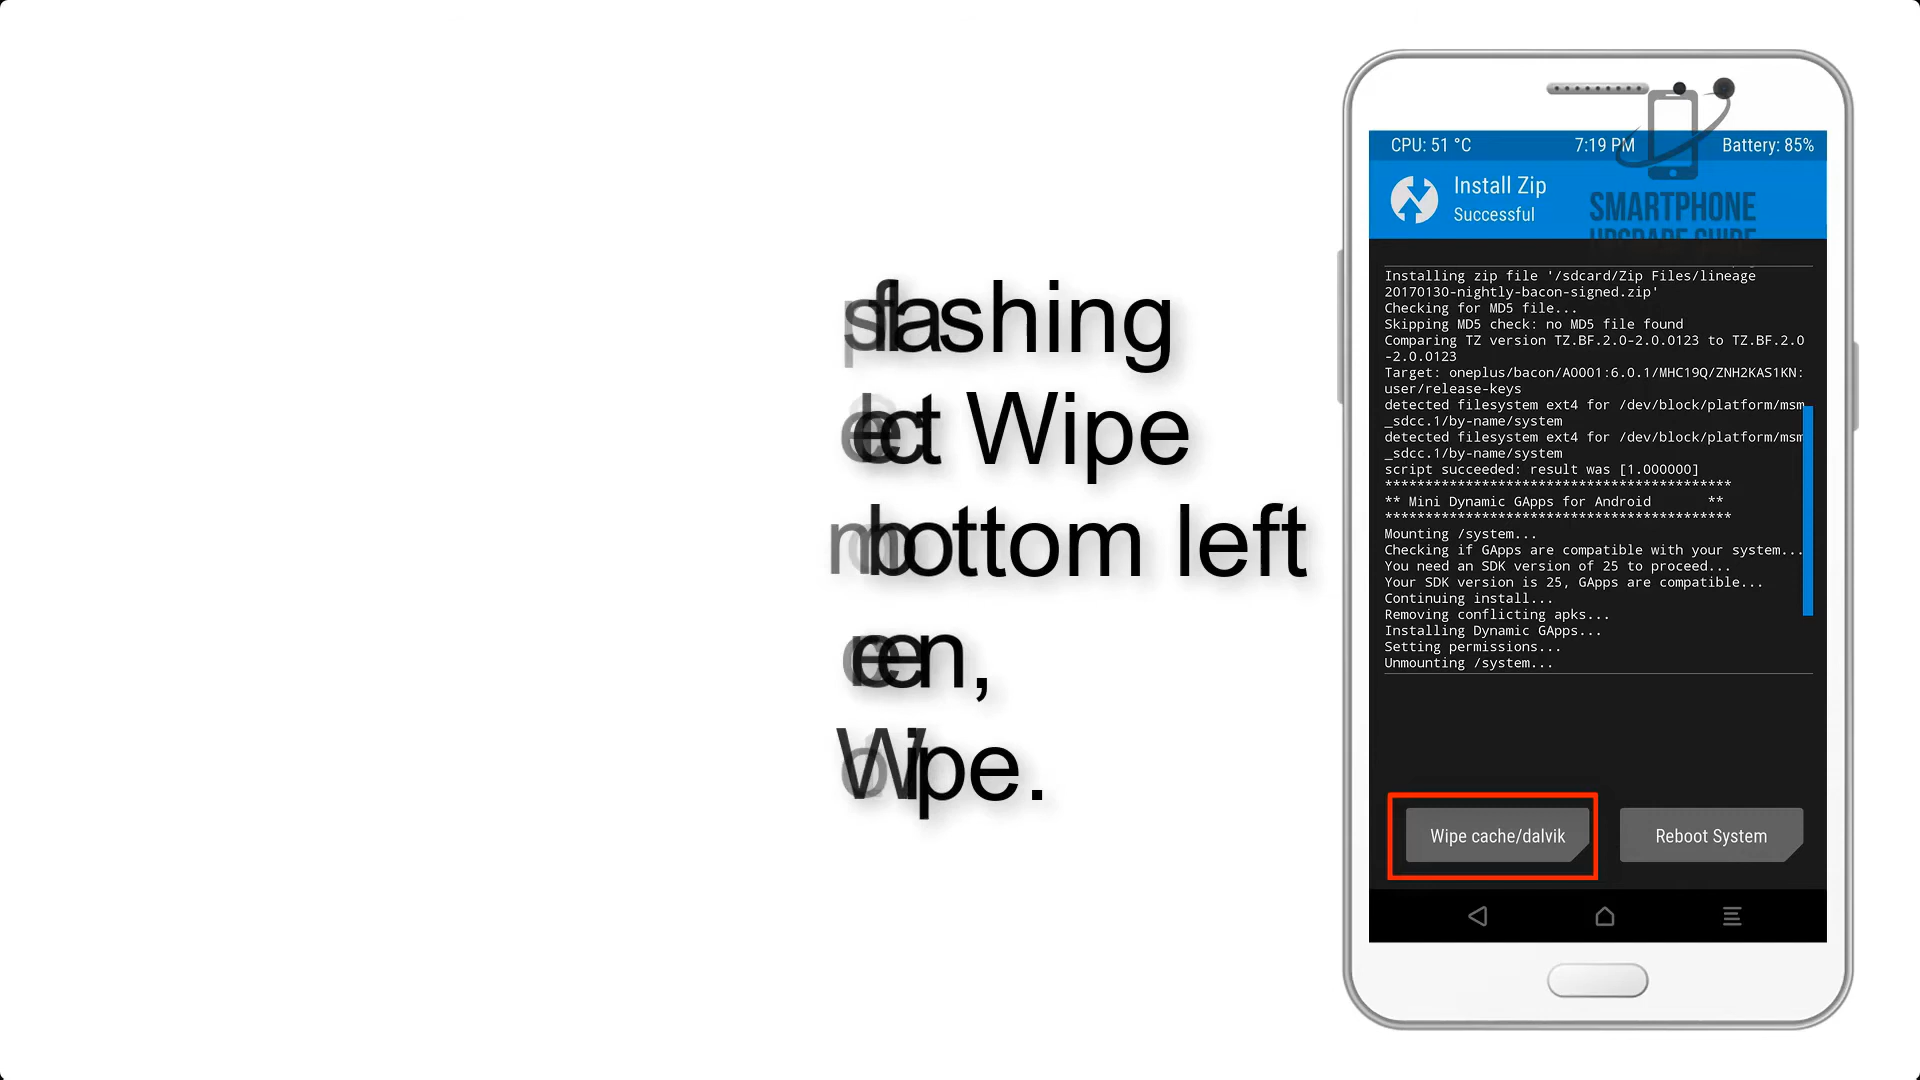 flashing
Wipe
bottom left
Wipe.
CPU: 51 °C 7:19 PM Battery: 85%
Install Zip
Successful
SMARTPHONE
UPGRADE GUIDE
Installing zip file '/sdcard/Zip Files/lineage
20170130-nightly-bacon-signed.zip'
Checking for MD5 file...
Skipping MD5 check: no MD5 file found
Comparing TZ version TZ.BF.2.0-2.0.0123 to TZ.BF.2.0
-2.0.0123
Target: oneplus/bacon/A0001:6.0.1/MHC19Q/ZNH2KAS1KN:
user/release-keys
detected filesystem ext4 for /dev/block/platform/msm
_sdcc.1/by-name/system
detected filesystem ext4 for /dev/block/platform/msm
_sdcc.1/by-name/system
script succeeded: result was [1.000000]
*******************************************
** Mini Dynamic GApps for Android **
*******************************************
Mounting /system...
Checking if GApps are compatible with your system...
You need an SDK version of 25 to proceed...
Your SDK version is 25, GApps are compatible...
Continuing install...
Removing conflicting apks...
Installing Dynamic GApps...
Setting permissions...
Unmounting /system...
Wipe cache/dalvik
Reboot System